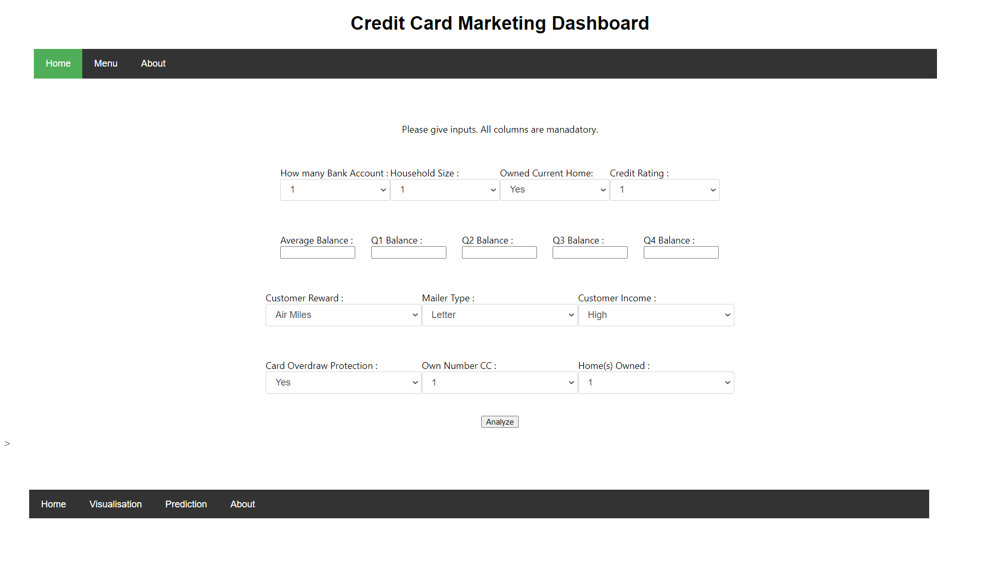 Credit Card Marketing Dashboard
Home Menu About
Please give inputs. All columns are manadatory.
How many Bank Account : Household Size : Owned Current Home: Credit Rating :
1 1 Yes 1
Average Balance : Q1 Balance : Q2 Balance : Q3 Balance : Q4 Balance :
Customer Reward : Mailer Type : Customer Income :
Air Miles Letter High
Card Overdraw Protection : Own Number CC : Home(s) Owned :
Yes 1 1
Analyze
>
Home Visualisation Prediction About